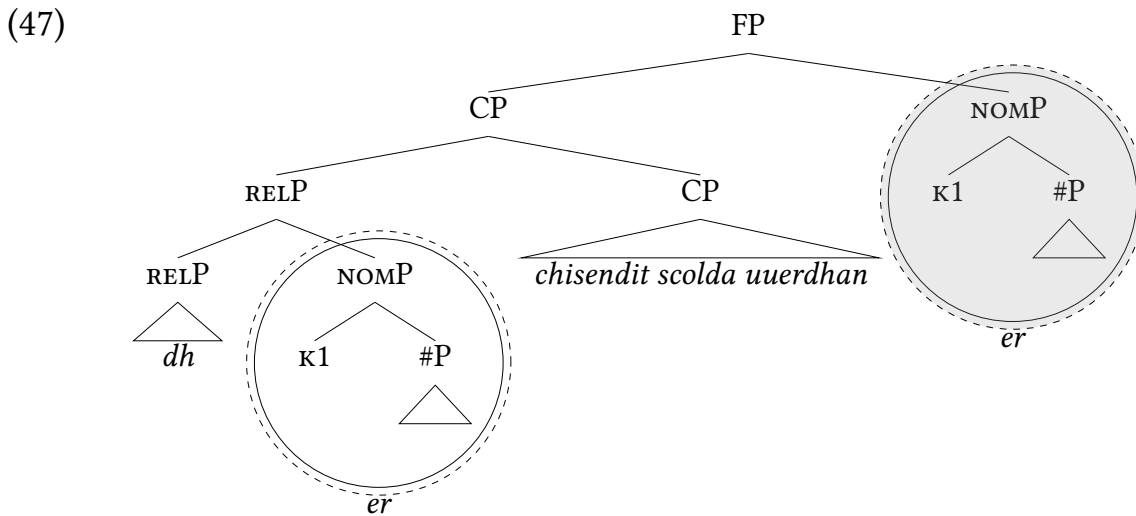 (47)
FP
CP
NOMP
RELP
CP
K1
#P
RELP
NOMP
chisendit scolda uuerdhan
er
dh
K1
#P
er